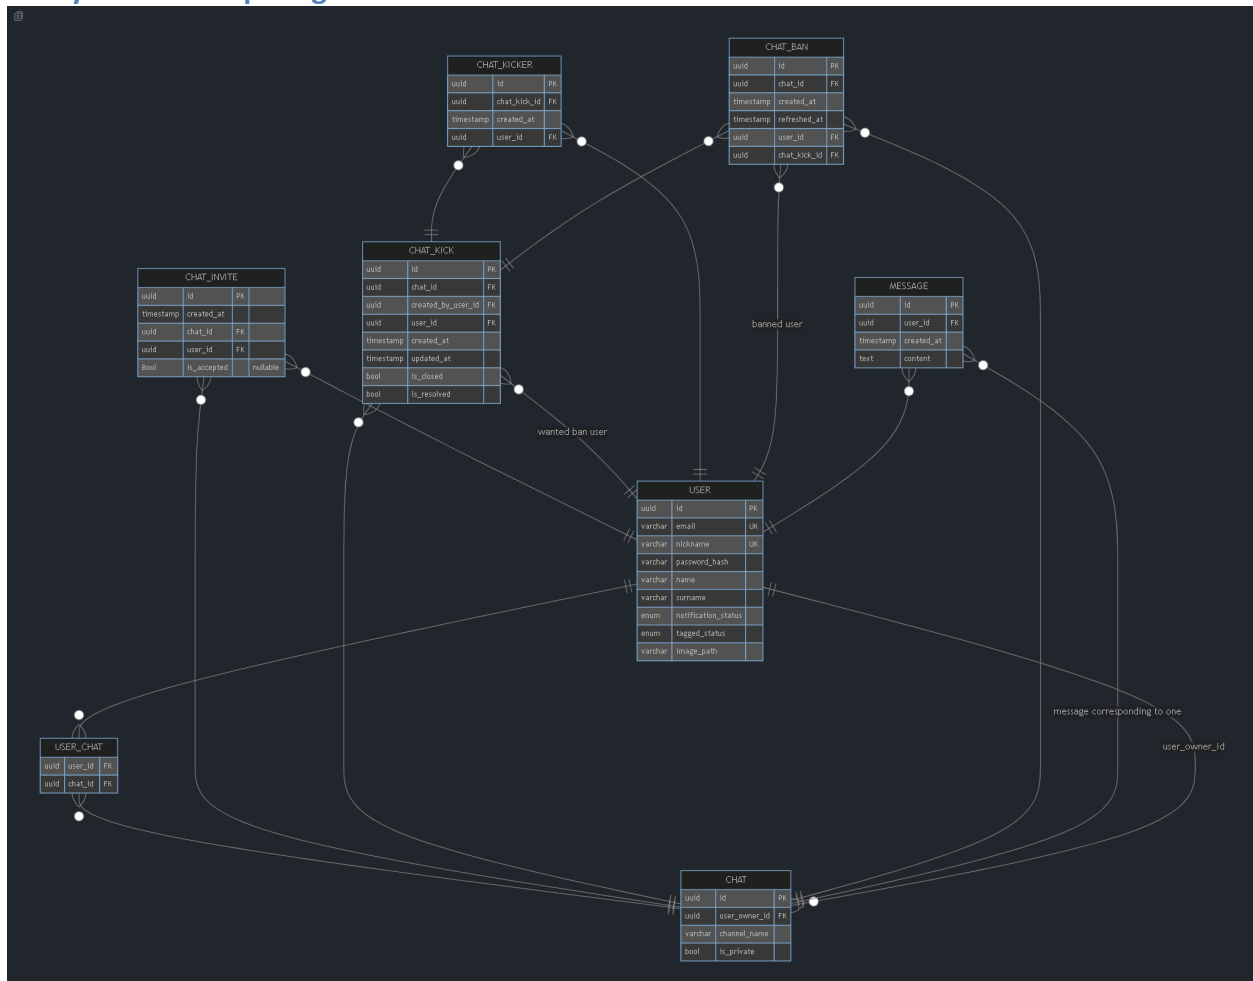 CHAT_KICKER
uuid id PK
uuid chat_kick_id FK
timestamp created_at
uuid user_id FK
CHAT_BAN
uuid id PK
uuid chat_id FK
timestamp created_at
timestamp refreshed_at
uuid user_id FK
uuid chat_kick_id FK
CHAT_KICK
uuid id PK
uuid chat_id FK
uuid created_by_user_id FK
uuid user_id FK
timestamp created_at
timestamp updated_at
bool is_closed
bool is_resolved
CHAT_INVITE
uuid id PK
timestamp created_at
uuid chat_id FK
uuid user_id FK
Bool is_accepted nullable
MESSAGE
uuid id PK
uuid user_id FK
timestamp created_at
text content
banned user
wanted ban user
USER
uuid id PK
varchar email UK
varchar nickname UK
varchar password_hash
varchar name
varchar surname
enum notification_status
enum tagged_status
varchar image_path
message corresponding to one
user_owner_id
USER_CHAT
uuid user_id FK
uuid chat_id FK
CHAT
uuid id PK
uuid user_owner_id FK
varchar channel_name
bool is_private